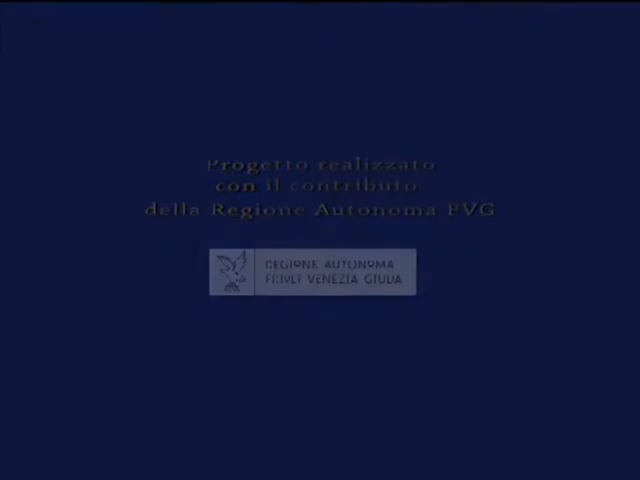 Progetto realizzato
con il contributo
della Regione Autonoma FVG
REGIONE AUTONOMA
FRIULI VENEZIA GIULIA